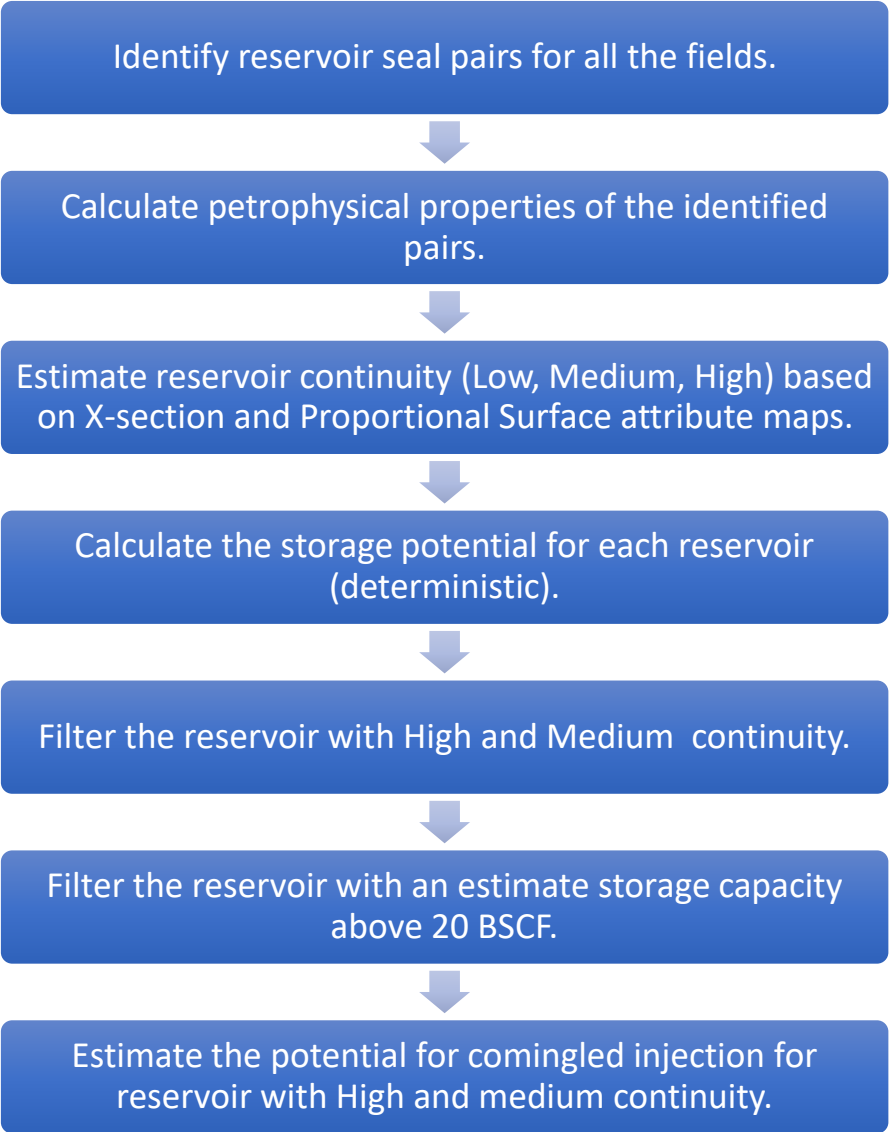 Identify reservoir seal pairs for all the fields.
Calculate petrophysical properties of the identified
pairs.
Estimate reservoir continuity (Low, Medium, High) based
on X-section and Proportional Surface attribute maps.
Calculate the storage potential for each reservoir
(deterministic).
Filter the reservoir with High and Medium  continuity.
Filter the reservoir with an estimate storage capacity
above 20 BSCF.
Estimate the potential for comingled injection for
reservoir with High and medium continuity.